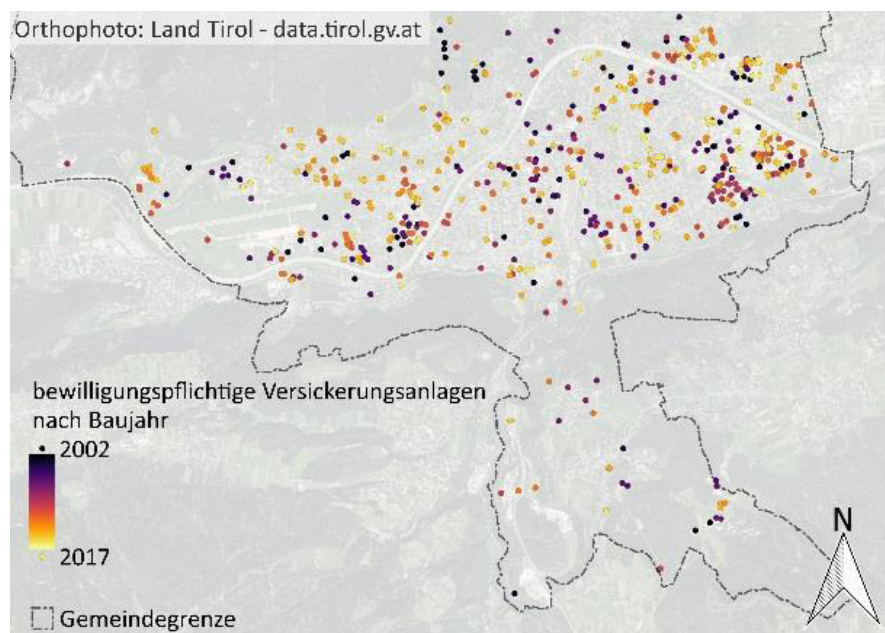 Orthophoto: Land Tirol - data.tirol.gv.at
bewilligungspflichtige Versickerungsanlagen
nach Baujahr
2002
2017
Gemeindegrenze
N